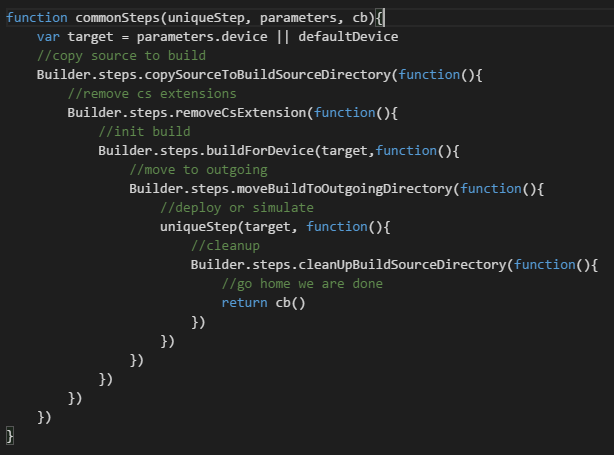 function commonSteps(uniqueStep, parameters, cb){
    var target = parameters.device || defaultDevice
    //copy source to build
    Builder.steps.copySourceToBuildSourceDirectory(function(){
        //remove cs extensions
        Builder.steps.removeCsExtension(function(){
            //init build
            Builder.steps.buildForDevice(target,function(){
                //move to outgoing
                Builder.steps.moveBuildToOutgoingDirectory(function(){
                    //deploy or simulate
                    uniqueStep(target, function(){
                        //cleanup
                        Builder.steps.cleanUpBuildSourceDirectory(function(){
                            //go home we are done
                            return cb()
                        })
                    })
                })
            })
        })
    })
}